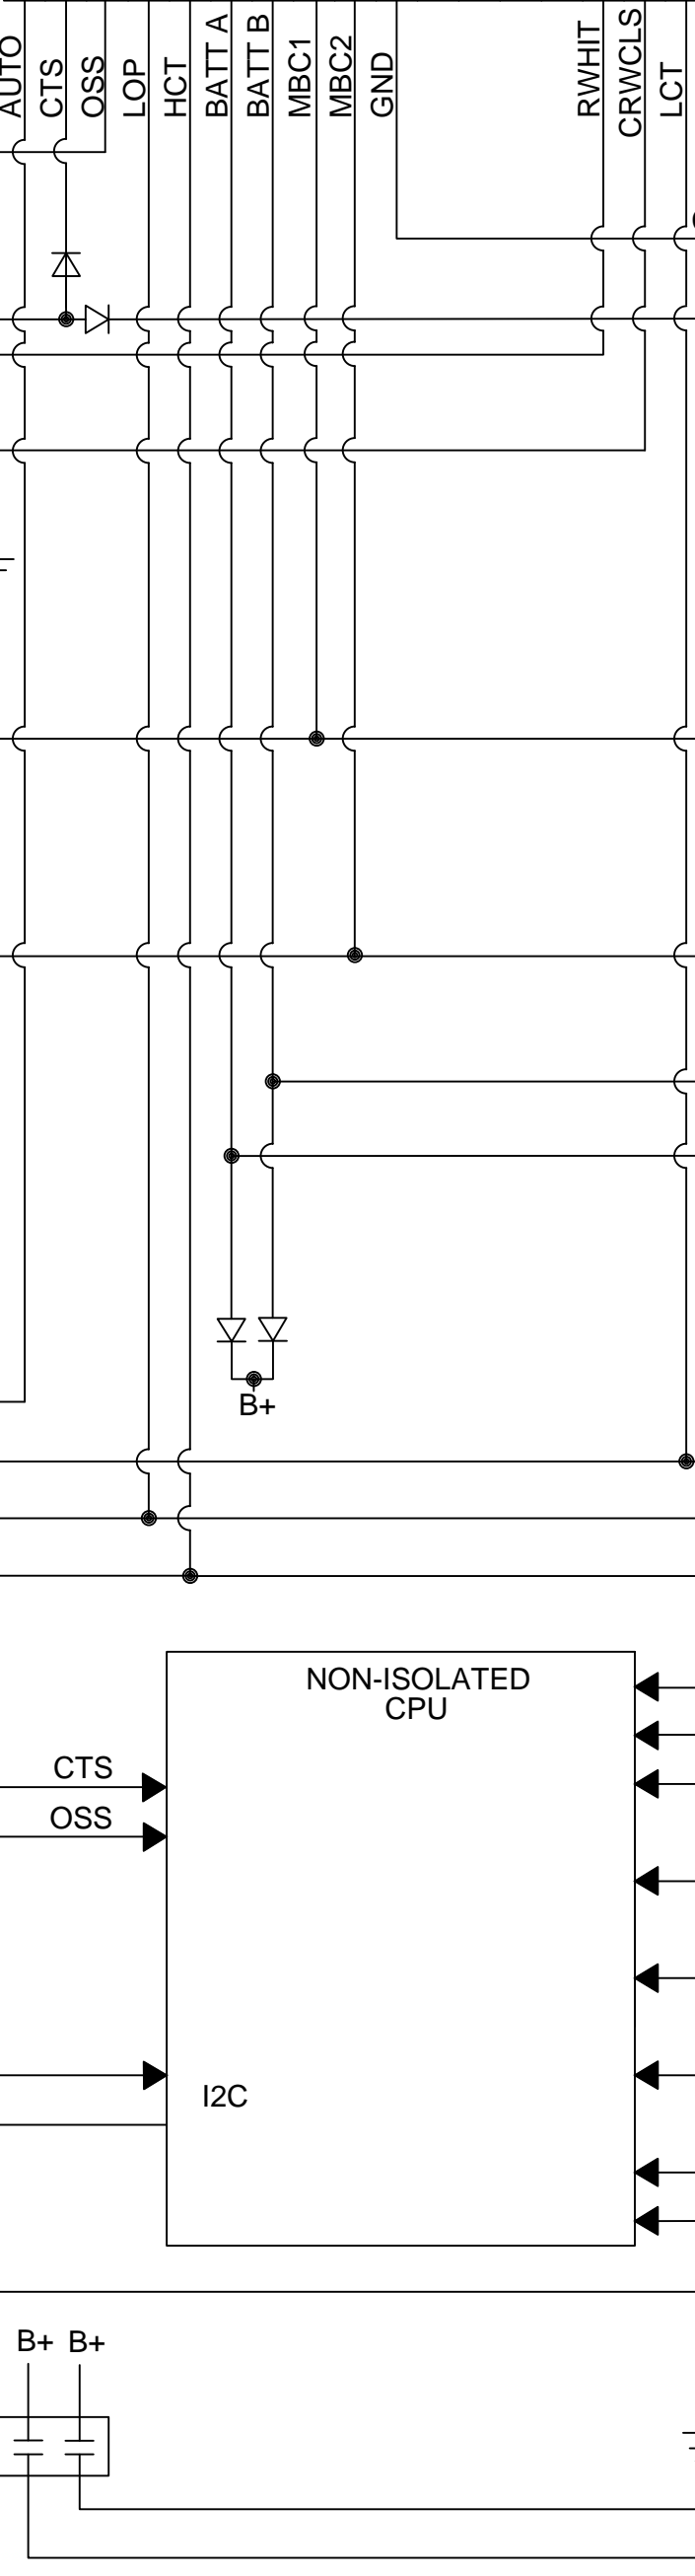 AUTO
CTS
OSS
LOP
HCT
BATT A
BATT B
MBC1
MBC2
GND
RWHIT
CRWCLS
LCT
B+
NON-ISOLATED
CPU
CTS
OSS
I2C
B+ B+